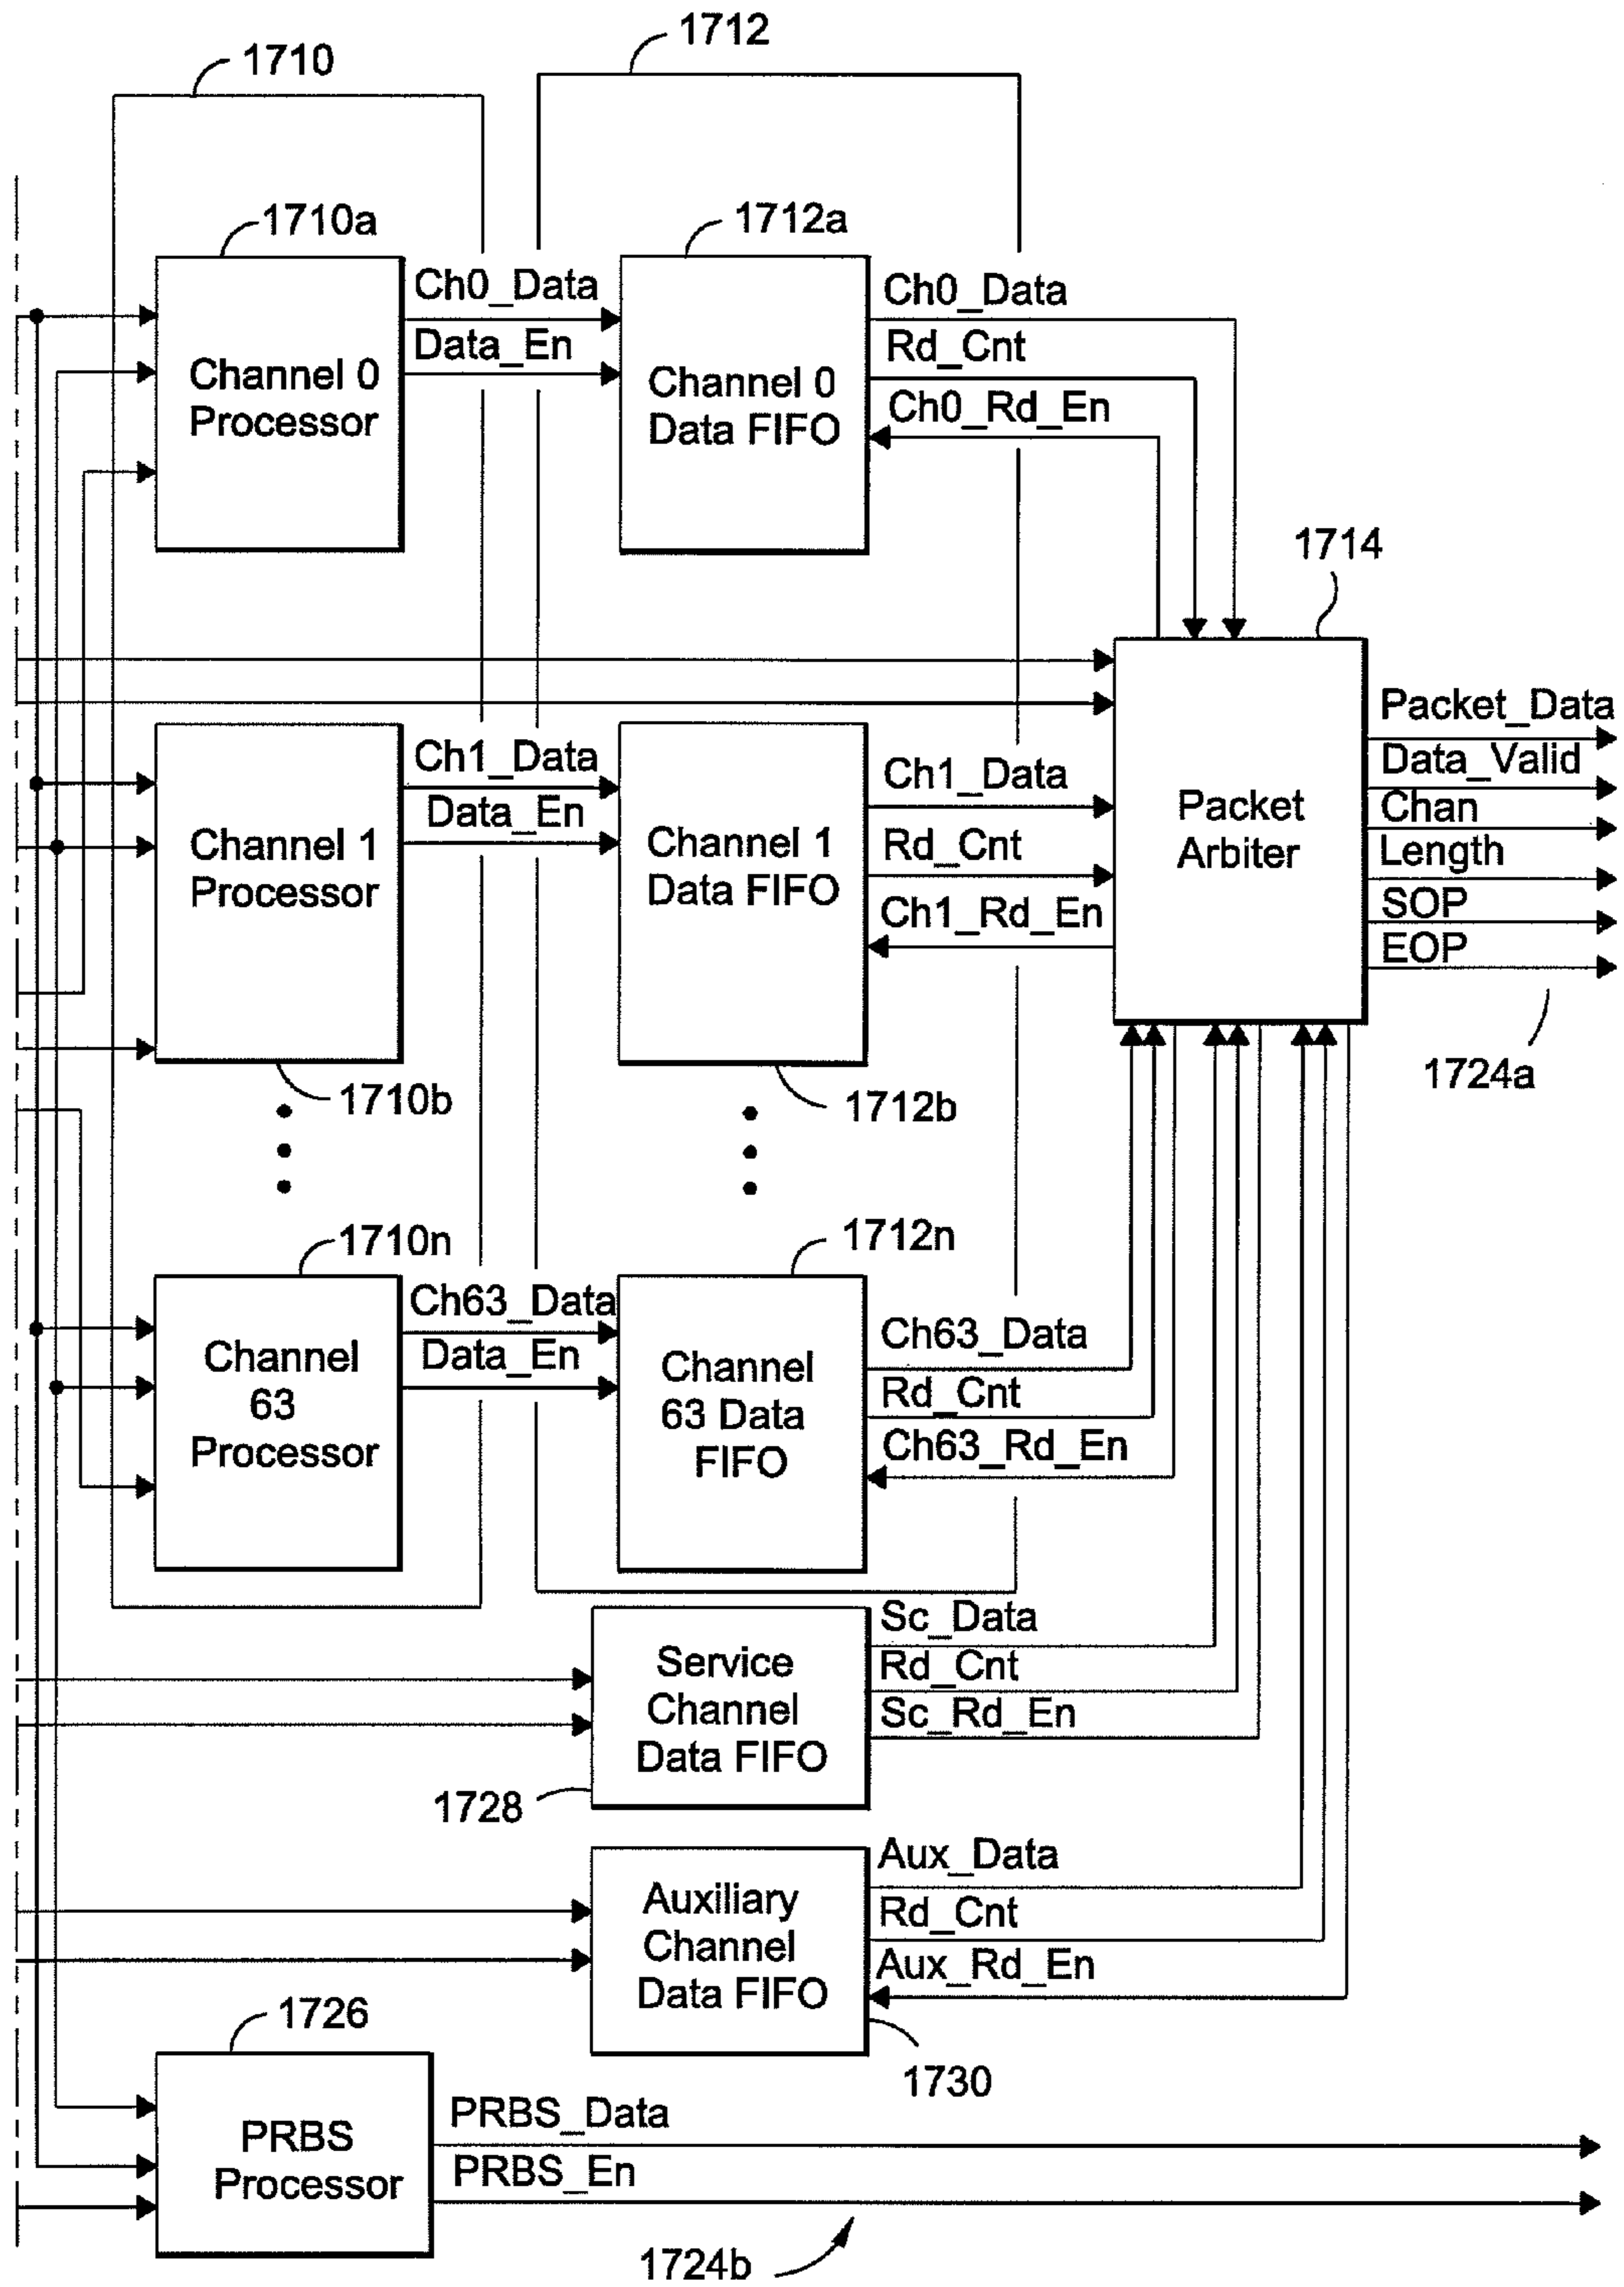 1712
1710
1710a
1712a
Ch0_Data
Data_En
Ch0_Data
Rd_Cnt
Ch0_Rd_En
Channel 0
Processor
Channel 0
Data FIFO
1714
Packet_Data
Data_Valid
Chan
Length
SOP
EOP
Packet
Arbiter
1724a
Ch1_Data
Data_En
Ch1_Data
Rd_Cnt
Ch1_Rd_En
Channel 1
Processor
Channel 1
Data FIFO
1710b
1712b
1710n
1712n
Ch63_Data
Data_En
Ch63_Data
Rd_Cnt
Ch63_Rd_En
Channel
63
Processor
Channel
63 Data
FIFO
Sc_Data
Rd_Cnt
Sc_Rd_En
Service
Channel
Data FIFO
1728
Aux_Data
Rd_Cnt
Aux_Rd_En
Auxiliary
Channel
Data FIFO
1730
1726
PRBS_Data
PRBS_En
PRBS
Processor
1724b